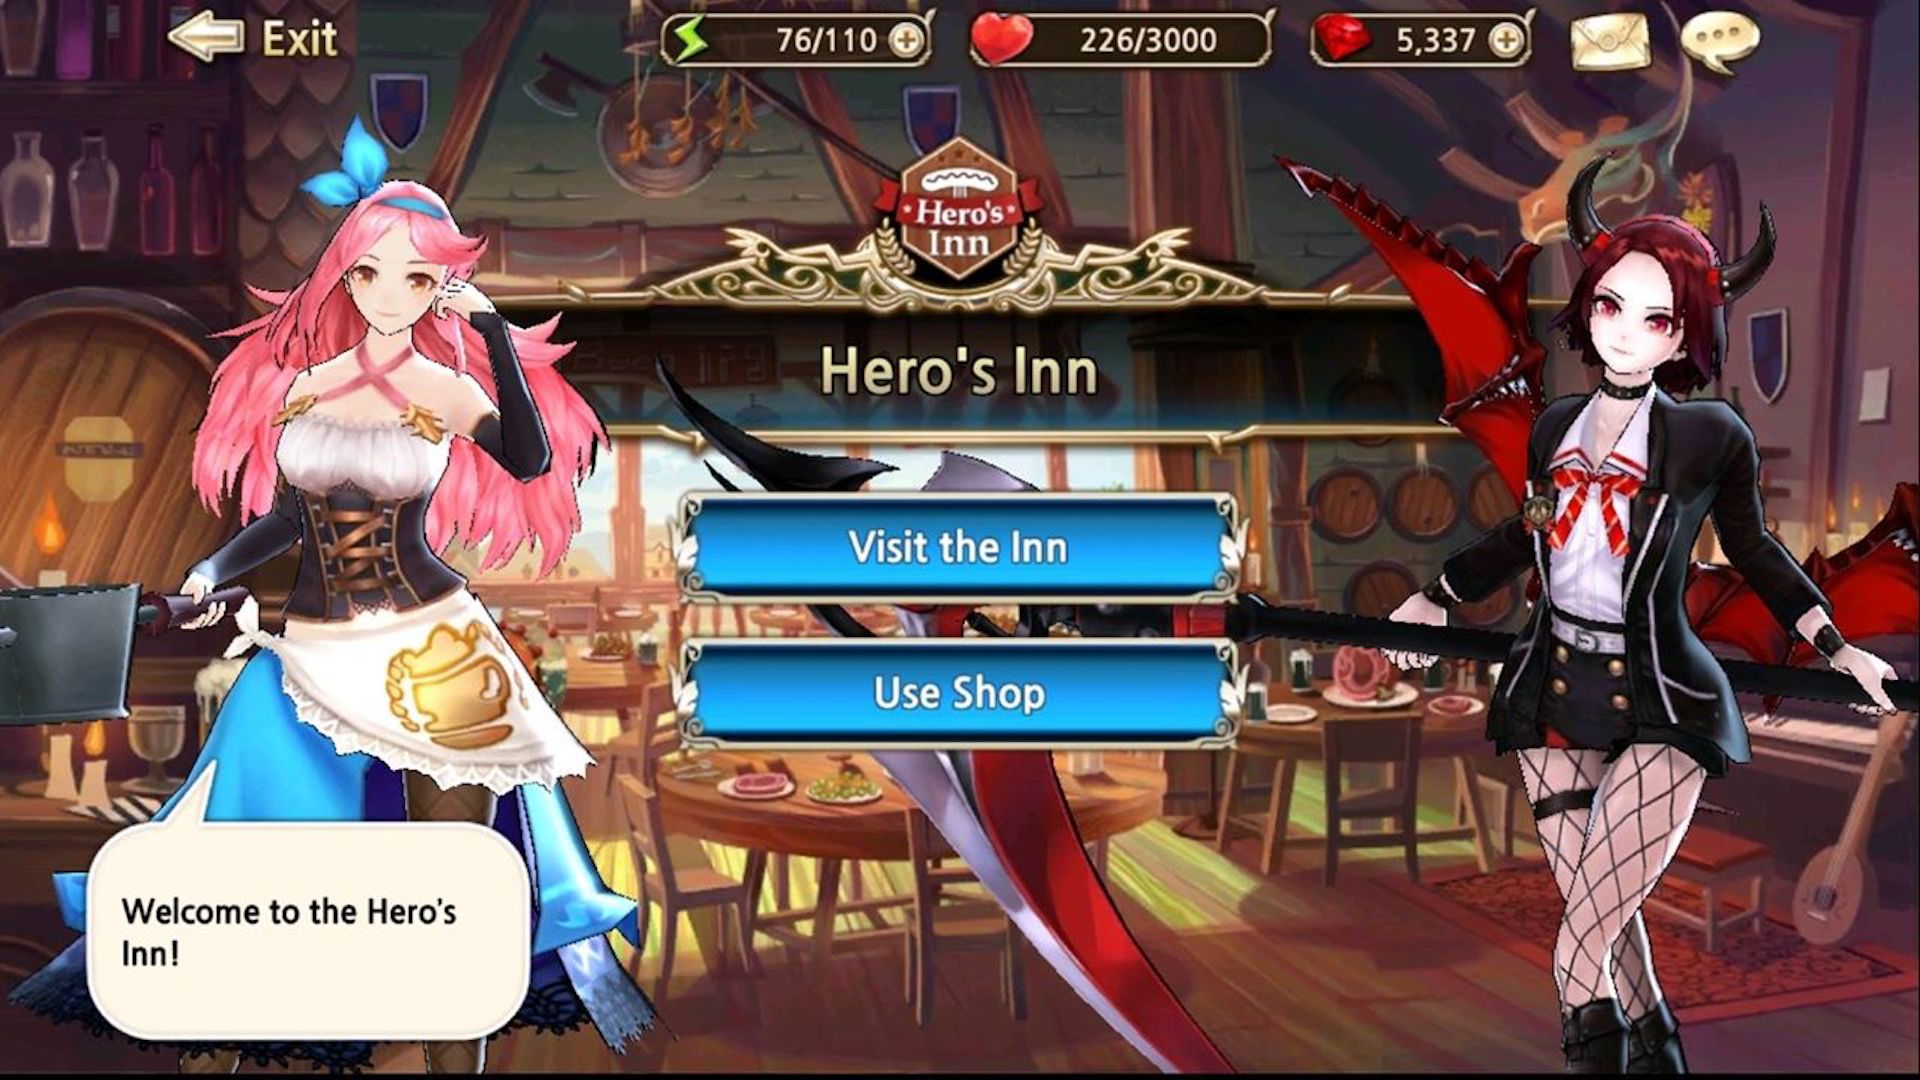 Exit
76/110
226/3000
5,337
Hero's
Inn
Hero's Inn
Visit the Inn
Use Shop
Welcome to the Hero's
Inn!